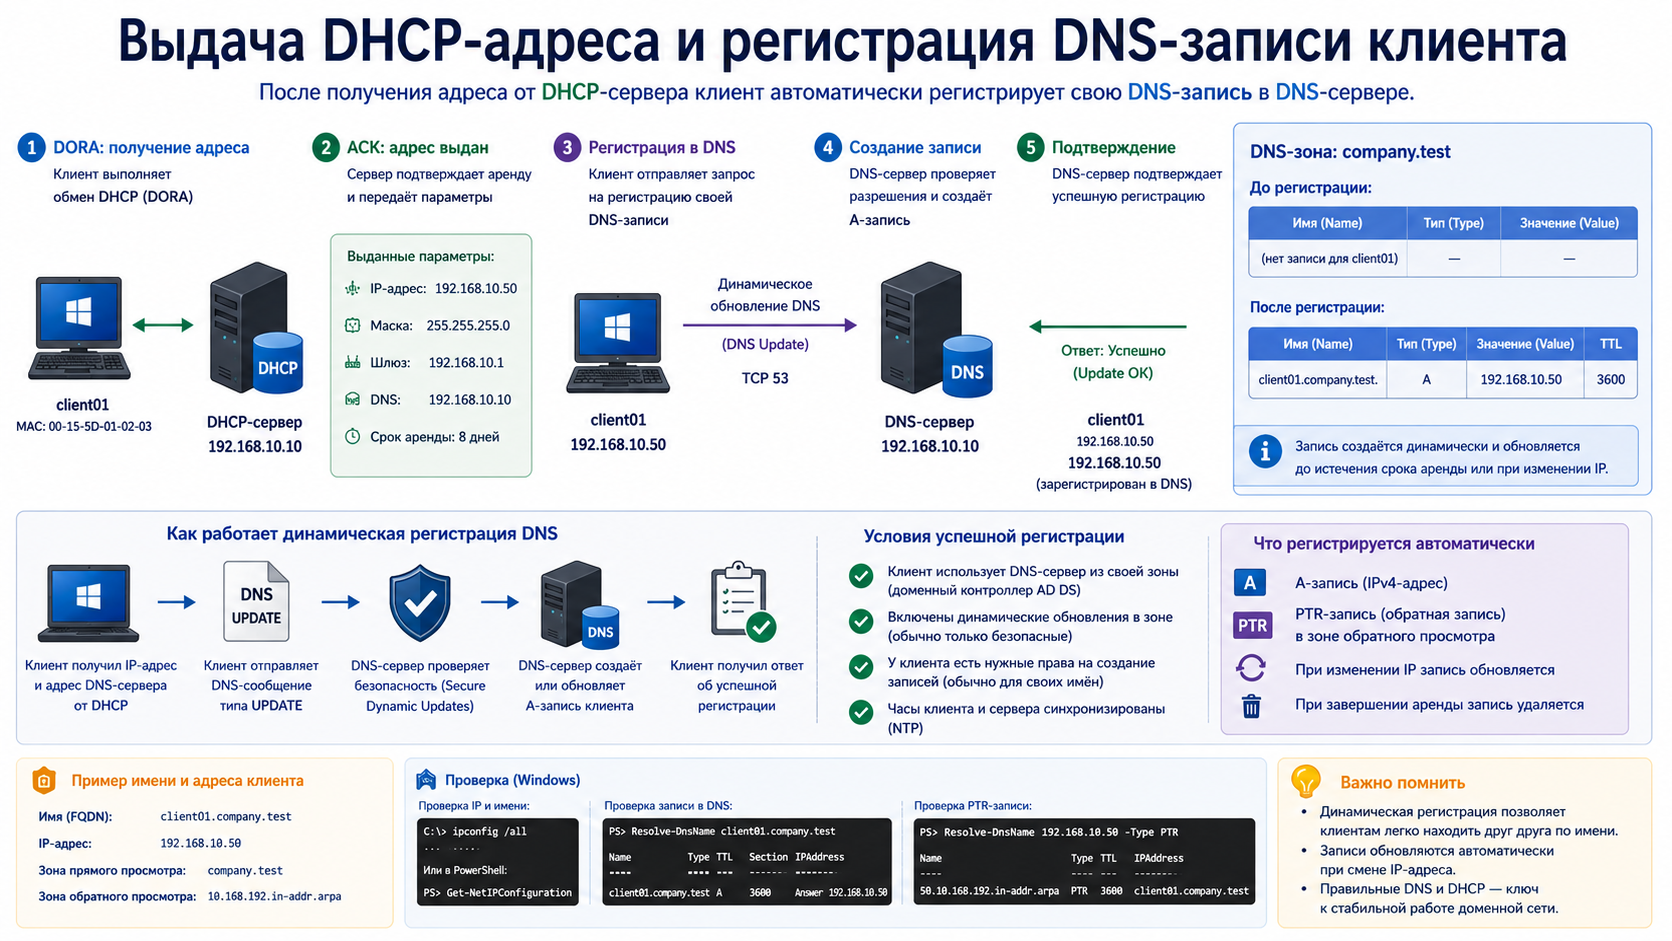 Выдача DHCP-адреса и регистрация DNS-записи клиента
После получения адреса от DHCP-сервера клиент автоматически регистрирует свою DNS-запись в DNS-сервере.
1 DORA: получение адреса
Клиент выполняет
обмен DHCP (DORA)
client01
MAC: 00-15-5D-01-02-03
DHCP
DHCP-сервер
192.168.10.10
2 ACK: адрес выдан
Сервер подтверждает аренду
и передаёт параметры
Выданные параметры:
IP-адрес: 192.168.10.50
Маска: 255.255.255.0
Шлюз: 192.168.10.1
DNS: 192.168.10.10
Срок аренды: 8 дней
3 Регистрация в DNS
Клиент отправляет запрос
на регистрацию своей
DNS-записи
client01
192.168.10.50
Динамическое
обновление DNS
(DNS Update)
TCP 53
4 Создание записи
DNS-сервер проверяет
разрешения и создаёт
A-запись
DNS
DNS-сервер
192.168.10.10
5 Подтверждение
DNS-сервер подтверждает
успешную регистрацию
Ответ: Успешно
(Update OK)
client01
192.168.10.50
192.168.10.50
(зарегистрирован в DNS)
DNS-зона: company.test
До регистрации:
Имя (Name) Тип (Type) Значение (Value)
(нет записи для client01) — —
После регистрации:
Имя (Name) Тип (Type) Значение (Value) TTL
client01.company.test. A 192.168.10.50 3600
i
Запись создаётся динамически и обновляется
до истечения срока аренды или при изменении IP.
Как работает динамическая регистрация DNS
Клиент получил IP-адрес
и адрес DNS-сервера
от DHCP
DNS
UPDATE
Клиент отправляет
DNS-сообщение
типа UPDATE
DNS-сервер проверяет
безопасность (Secure
Dynamic Updates)
DNS
DNS-сервер создаёт
или обновляет
A-запись клиента
Клиент получил ответ
об успешной
регистрации
Условия успешной регистрации
Клиент использует DNS-сервер из своей зоны
(доменный контроллер AD DS)
Включены динамические обновления в зоне
(обычно только безопасные)
У клиента есть нужные права на создание
записей (обычно для своих имён)
Часы клиента и сервера синхронизированы
(NTP)
Что регистрируется автоматически
A A-запись (IPv4-адрес)
PTR PTR-запись (обратная запись)
в зоне обратного просмотра
При изменении IP запись обновляется
При завершении аренды запись удаляется
Пример имени и адреса клиента
Имя (FQDN): client01.company.test
IP-адрес: 192.168.10.50
Зона прямого просмотра: company.test
Зона обратного просмотра: 10.168.192.in-addr.arpa
Проверка (Windows)
Проверка IP и имени:
C:\> ipconfig /all
... .....
Или в PowerShell:
PS> Get-NetIPConfiguration
Проверка записи в DNS:
PS> Resolve-DnsName client01.company.test
Name Type TTL Section IPAddress
---- ---- --- ------- -------
client01.company.test A 3600 Answer 192.168.10.50
Проверка PTR-записи:
PS> Resolve-DnsName 192.168.10.50 -Type PTR
Name Type TTL IPAddress
---- ---- --- -------
50.10.168.192.in-addr.arpa PTR 3600 client01.company.test
Важно помнить
• Динамическая регистрация позволяет
клиентам легко находить друг друга по имени.
• Записи обновляются автоматически
при смене IP-адреса.
• Правильные DNS и DHCP — ключ
к стабильной работе доменной сети.